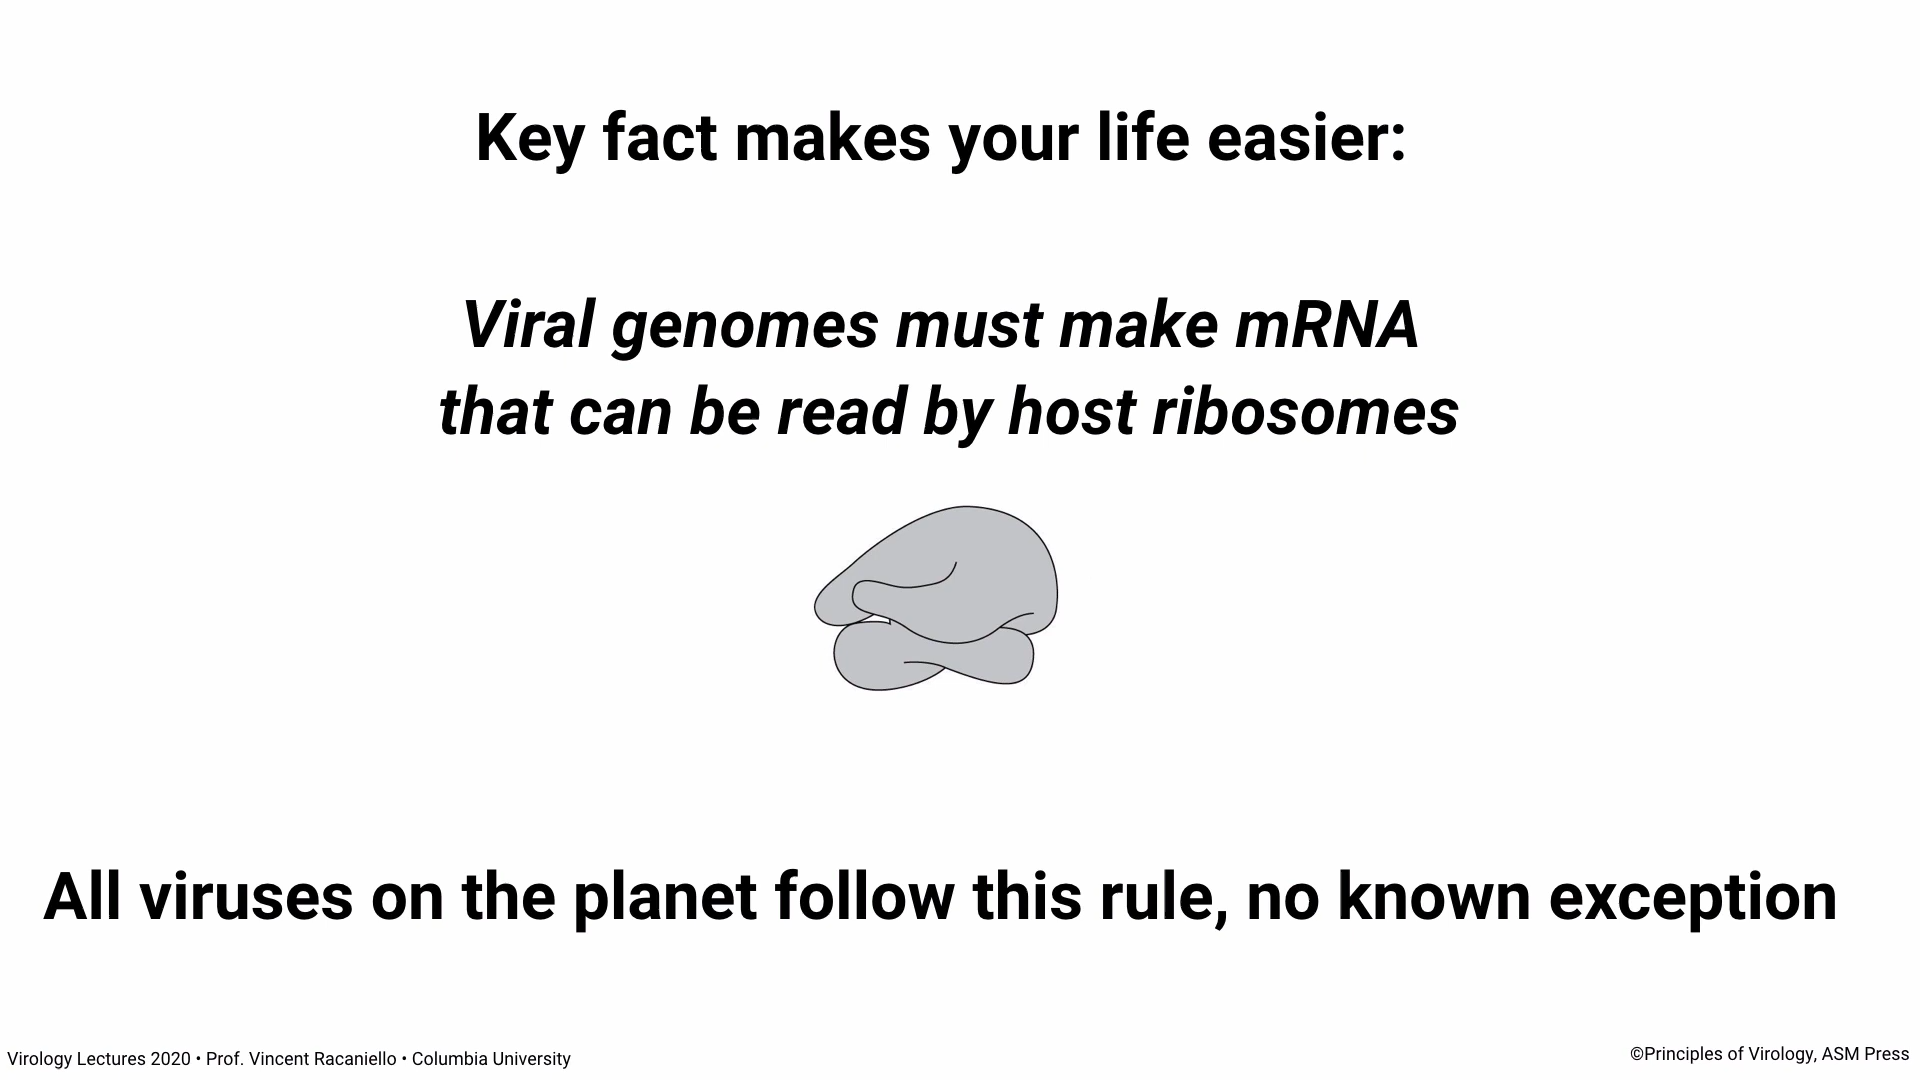 Key fact makes your life easier:
Viral genomes must make mRNA
that can be read by host ribosomes
All viruses on the planet follow this rule, no known exception
Virology Lectures 2020 • Prof. Vincent Racaniello • Columbia University
©Principles of Virology, ASM Press